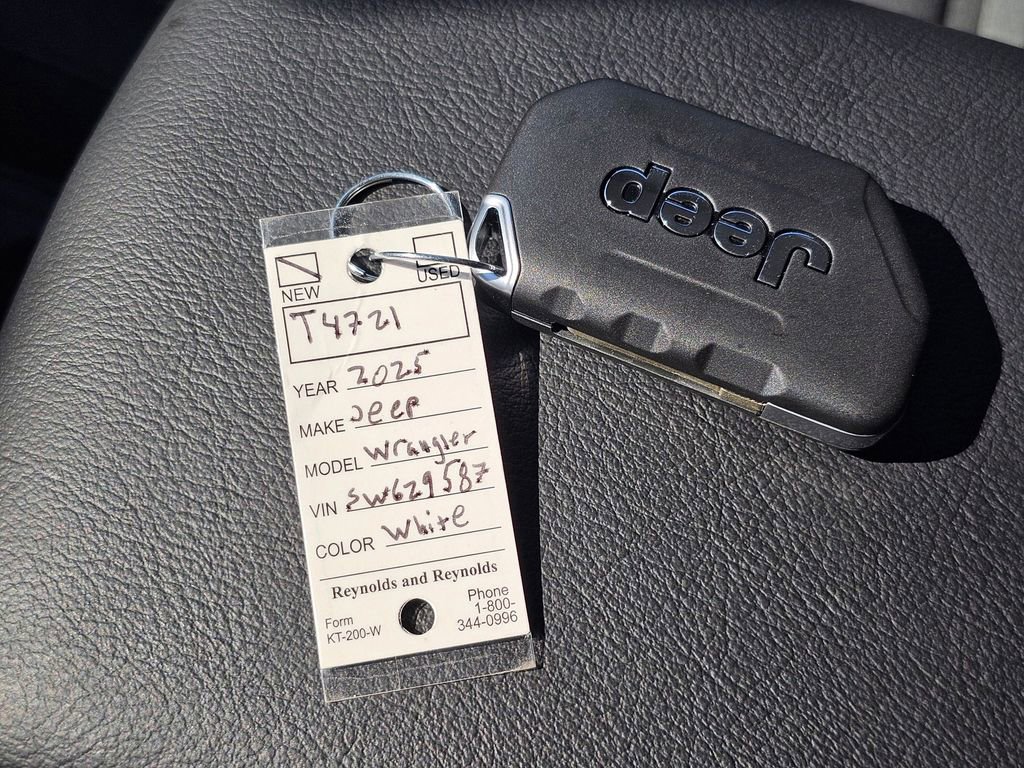 NEW USED
T4721
YEAR 2025
MAKE Jeep
MODEL Wrangler
VIN SW629587
COLOR White
Reynolds and Reynolds
Form
KT-200-W
Phone
1-800-
344-0996
Jeep